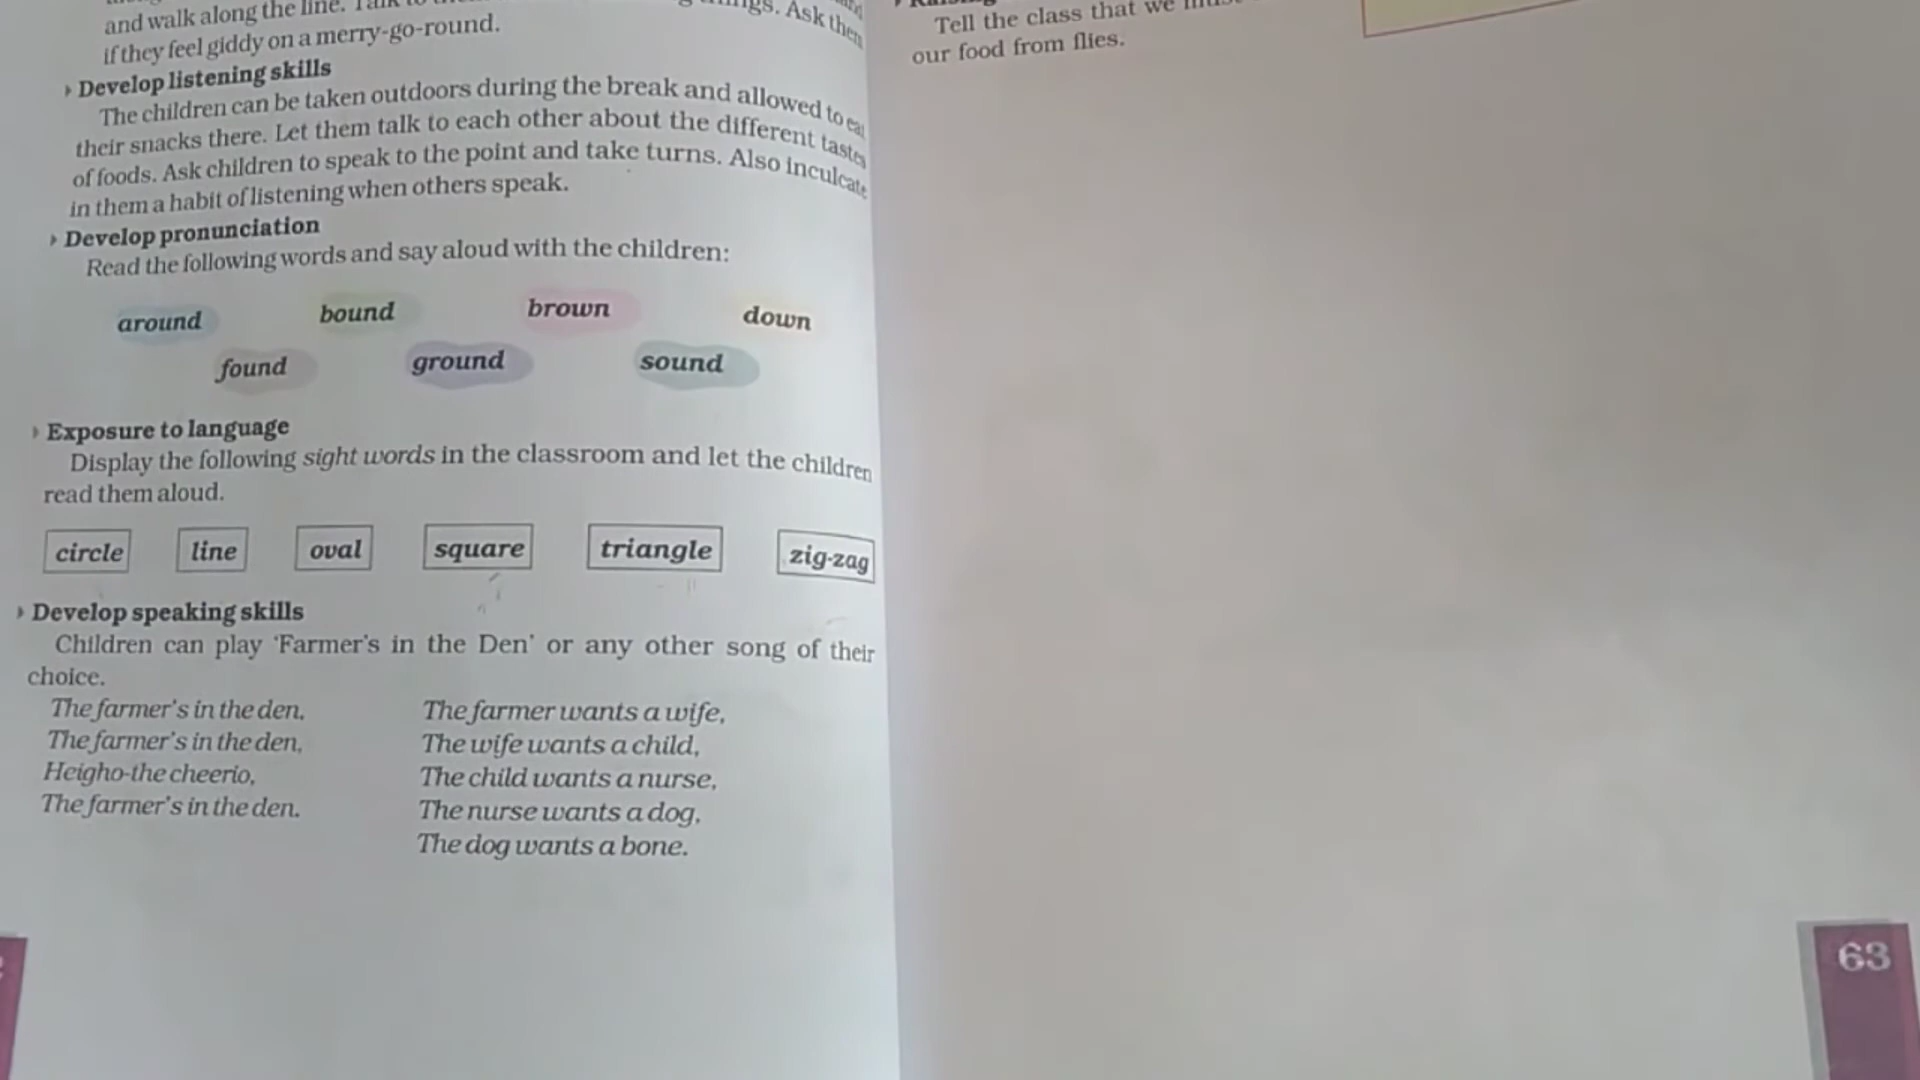 and walk along the line.
if they feel giddy on a merry-go-round.
Ask then
Develop listening skills
The children can be taken outdoors during the break and allowed to eat
their snacks there. Let them talk to each other about the different tastes
of foods. Ask children to speak to the point and take turns. Also inculcate
in them a habit of listening when others speak.
Develop pronunciation
Read the following words and say aloud with the children:
around bound brown down
found ground sound
Exposure to language
Display the following sight words in the classroom and let the children
read them aloud.
circle line oval square triangle zig-zag
Develop speaking skills
Children can play 'Farmer's in the Den' or any other song of their
choice.
The farmer's in the den,
The farmer's in the den,
Heigho-the cheerio,
The farmer's in the den.
The farmer wants a wife,
The wife wants a child,
The child wants a nurse,
The nurse wants a dog,
The dog wants a bone.
Tell the class that we
our food from flies.
63